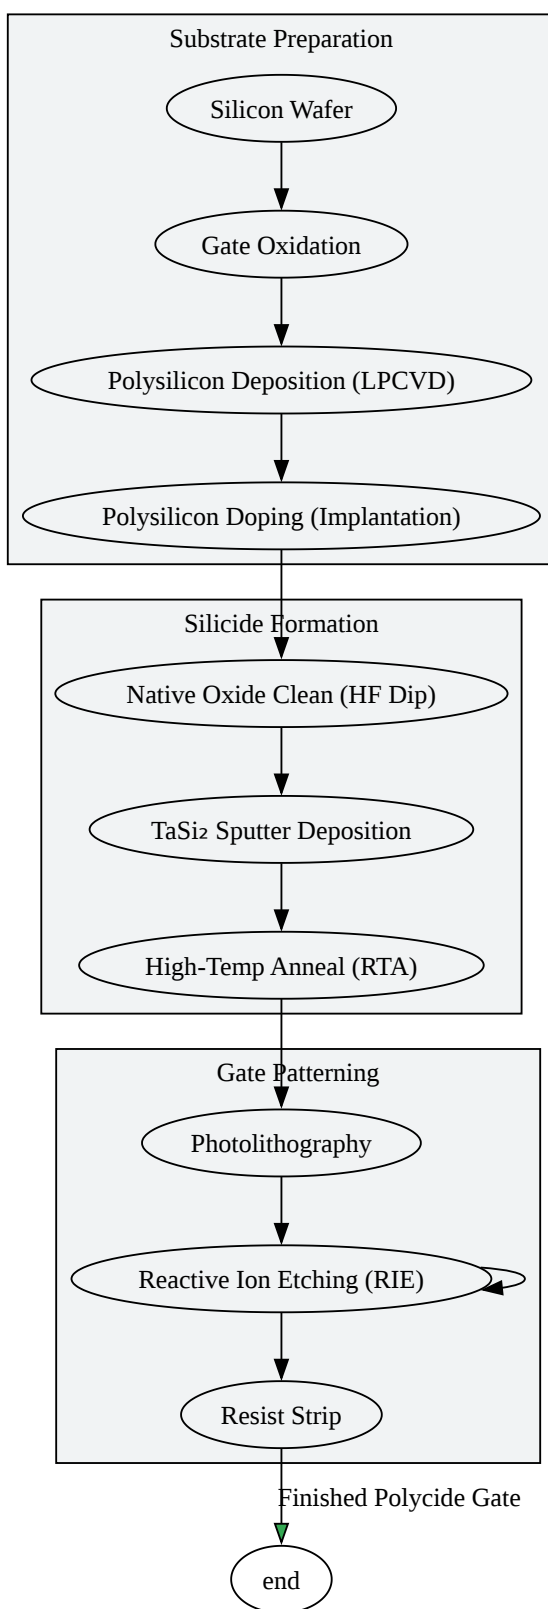 Substrate Preparation
Silicon Wafer
Gate Oxidation
Polysilicon Deposition (LPCVD)
Polysilicon Doping (Implantation)
Silicide Formation
Native Oxide Clean (HF Dip)
TaSi₂ Sputter Deposition
High-Temp Anneal (RTA)
Gate Patterning
Photolithography
Reactive Ion Etching (RIE)
Resist Strip
Finished Polycide Gate
end